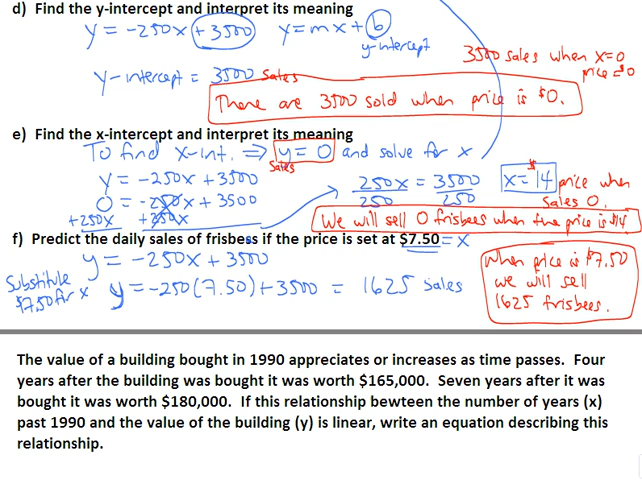 d) Find the y-intercept and interpret its meaning
y = -250x + 3500 y = mx + b
y-intercept
3500 sales when x=0
price = 0
y-intercept = 3500 sales
There are 3500 sold when price is $0.
e) Find the x-intercept and interpret its meaning
To find x-int. ⇒ y = 0 and solve for x
sales
y = -250x + 3500
0 = -250x + 3500
+250x +250x
250x = 3500
250 250
x = $14 price when
sales 0.
We will sell 0 frisbees when the price is $14
f) Predict the daily sales of frisbess if the price is set at $7.50 = x
y = -250x + 3500
Substitute
$7.50 for x
y = -250(7.50) + 3500 = 1625 sales
When price is $7.50
we will sell
1625 frisbees.
The value of a building bought in 1990 appreciates or increases as time passes. Four
years after the building was bought it was worth $165,000. Seven years after it was
bought it was worth $180,000. If this relationship bewteen the number of years (x)
past 1990 and the value of the building (y) is linear, write an equation describing this
relationship.